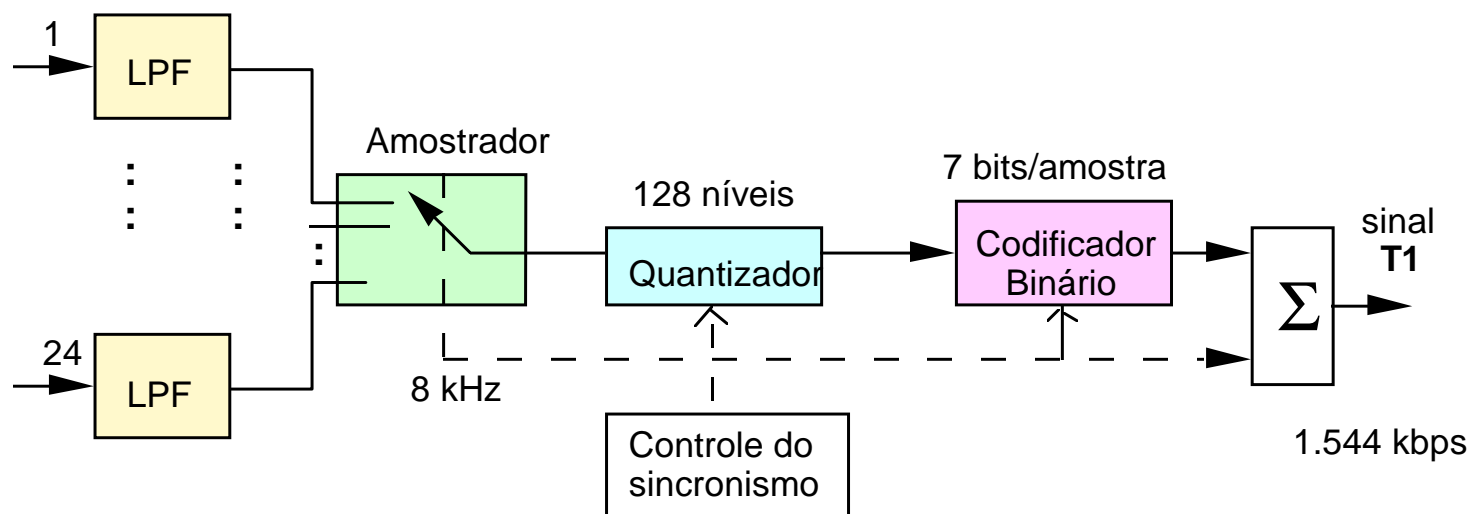 1
LPF
Amostrador
128 níveis
7 bits/amostra
Quantizador
Codificador
Binário
Σ
sinal
T1
24
LPF
8 kHz
Controle do
sincronismo
1.544 kbps